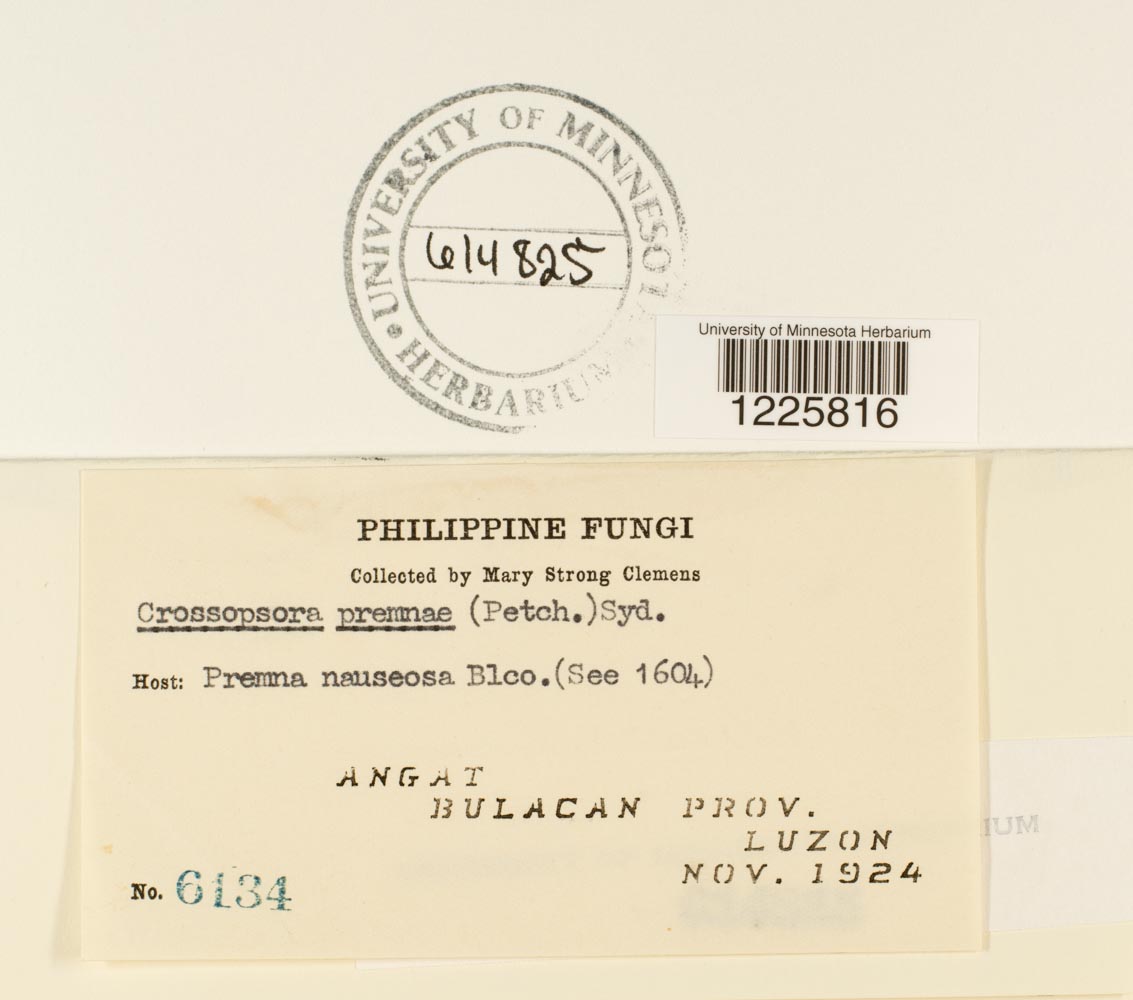 UNIVERSITY OF MINNESOTA
614825
• HERBARIUM
University of Minnesota Herbarium
1225816
PHILIPPINE FUNGI
Collected by Mary Strong Clemens
Crossopsora premnae (Petch.)Syd.
Host: Premna nauseosa Blco.(See 1604)
ANGAT
BULACAN PROV.
LUZON
NOV. 1924
No. 6134